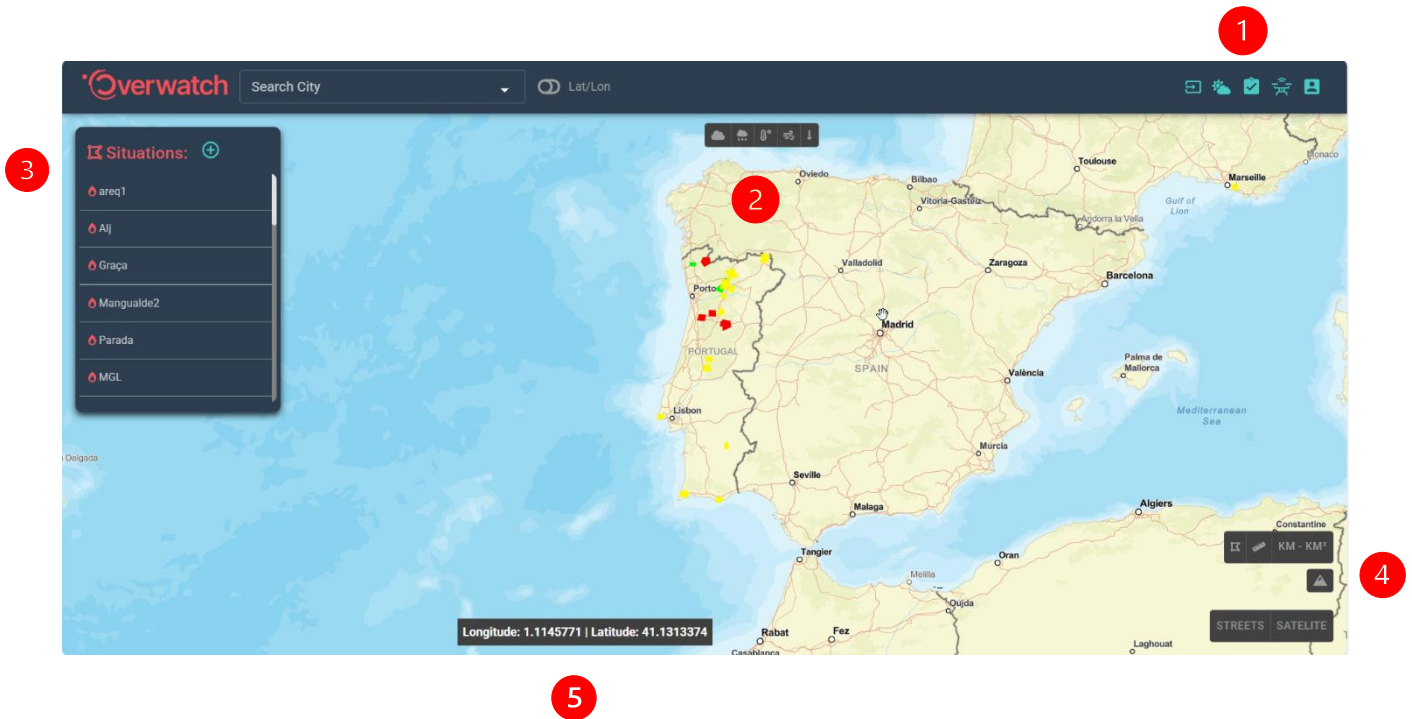 1
Overwatch
Search City
Lat/Lon
3
Situations:
areq1
Alj
Graça
Mangualde2
Parada
MGL
2
Toulouse
Monaco
Marseille
Oviedo
Bilbao
Vitoria-Gasteiz
Gulf of
Lion
Andorra la Vella
Valladolid
Zaragoza
Barcelona
Porto
Madrid
PORTUGAL
SPAIN
Palma de
Mallorca
València
Lisbon
Mediterranean
Sea
Murcia
Delgada
Seville
Malaga
Algiers
Constantine
Tangier
Oran
KM - KM²
Melilla
4
Oujda
Longitude: 1.1145771 | Latitude: 41.1313374
Rabat
Fez
STREETS SATELITE
Laghouat
Casablanca
5